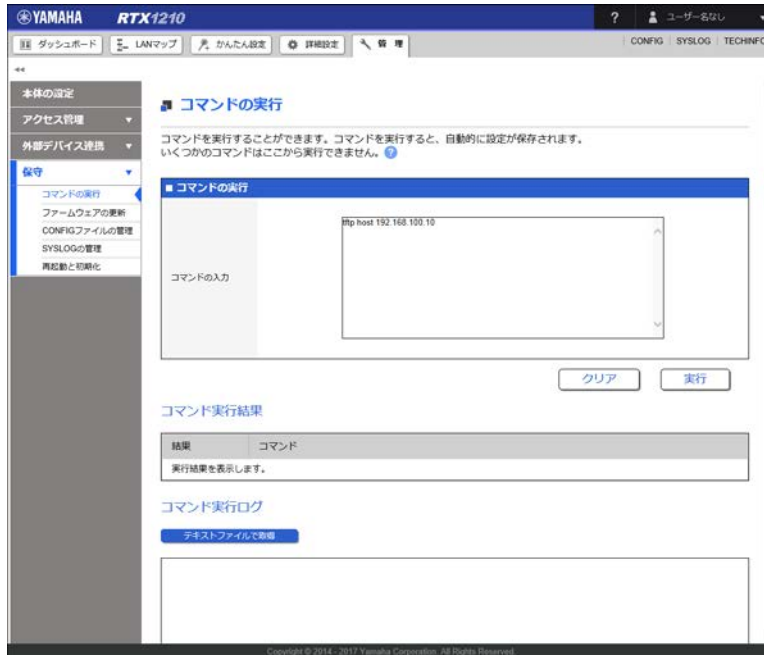 YAMAHA RTX1210 ? ユーザー名なし
ダッシュボード LANマップ かんたん設定 詳細設定 管理 CONFIG SYSLOG TECHINFO
本体の設定
アクセス管理
外部デバイス連携
保守
コマンドの実行
ファームウェアの更新
CONFIGファイルの管理
SYSLOGの管理
再起動と初期化
コマンドの実行
コマンドを実行することができます。コマンドを実行すると、自動的に設定が保存されます。
いくつかのコマンドはここから実行できません。?
■ コマンドの実行
コマンドの入力
tftp host 192.168.100.10
クリア 実行
コマンド実行結果
結果 コマンド
実行結果を表示します。
コマンド実行ログ
テキストファイルで取得
Copyright © 2014 - 2017 Yamaha Corporation. All Rights Reserved.